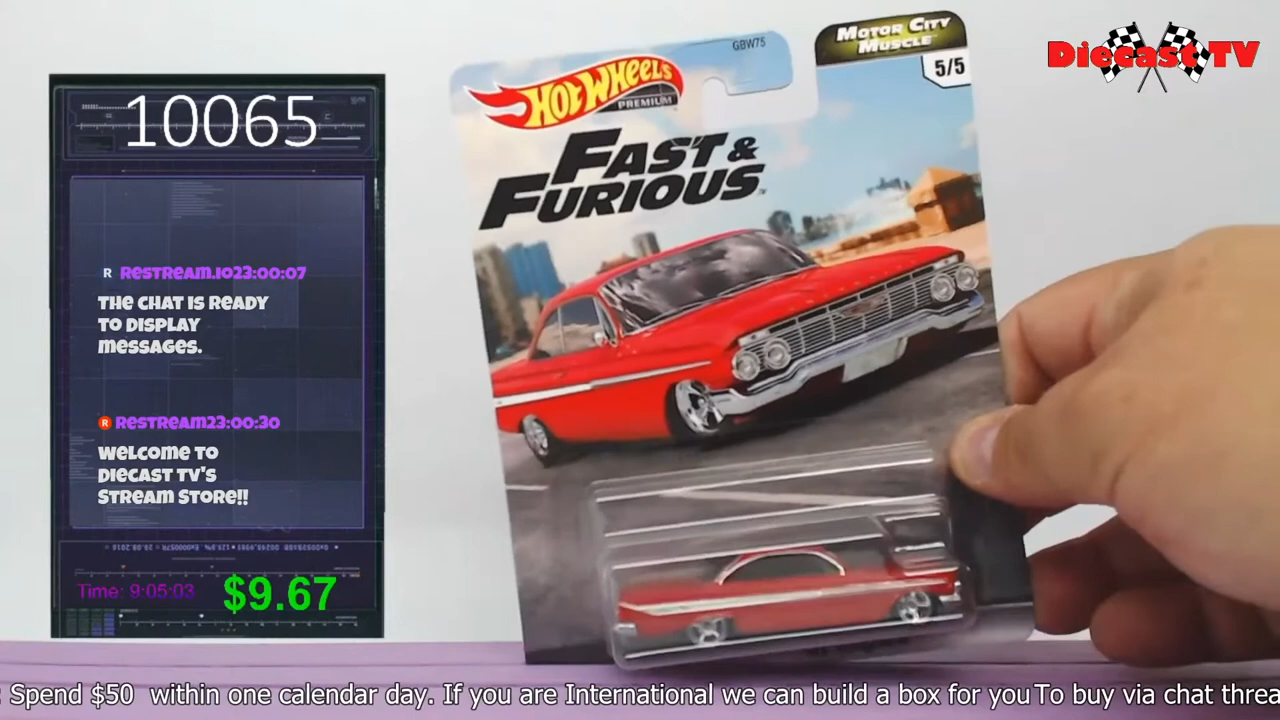 10065
R Restream.io23:00:07
The chat is ready
to display
messages.
R Restream23:00:30
Welcome to
Diecast TV's
Stream Store!!
Time: 9:05:03
$9.67
GBW75
HOT WHEELS
PREMIUM
FAST &
FURIOUS
MOTOR CITY
MUSCLE
5/5
Diecast TV
: Spend $50 within one calendar day. If you are International we can build a box for you To buy via chat threa